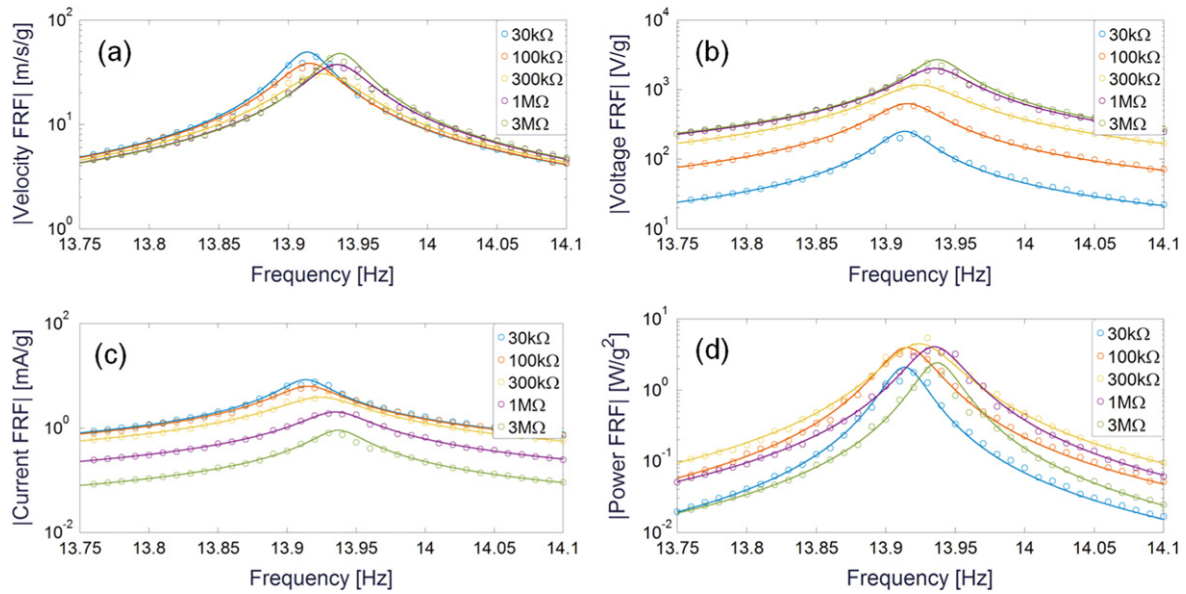 (a)
|Velocity FRF| [m/s/g]
10²
10¹
10⁰
13.75 13.8 13.85 13.9 13.95 14 14.05 14.1
Frequency [Hz]
30kΩ
100kΩ
300kΩ
1MΩ
3MΩ
(b)
|Voltage FRF| [V/g]
10⁴
10³
10²
10¹
13.75 13.8 13.85 13.9 13.95 14 14.05 14.1
Frequency [Hz]
30kΩ
100kΩ
300kΩ
1MΩ
3MΩ
(c)
|Current FRF| [mA/g]
10²
10⁰
10⁻²
13.75 13.8 13.85 13.9 13.95 14 14.05 14.1
Frequency [Hz]
30kΩ
100kΩ
300kΩ
1MΩ
3MΩ
(d)
|Power FRF| [W/g²]
10¹
10⁰
10⁻¹
10⁻²
13.75 13.8 13.85 13.9 13.95 14 14.05 14.1
Frequency [Hz]
30kΩ
100kΩ
300kΩ
1MΩ
3MΩ